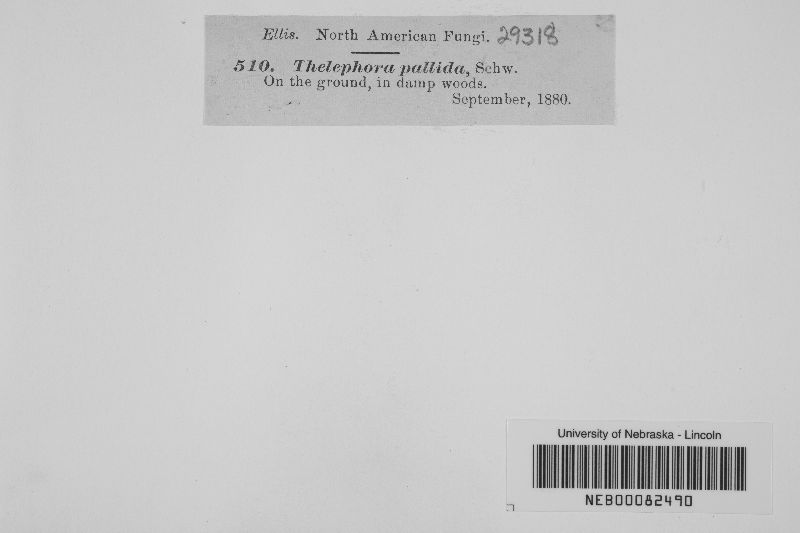 Ellis. North American Fungi. 29318
510. Thelephora pallida, Schw.
On the ground, in damp woods.
September, 1880.
University of Nebraska - Lincoln
NEB00082490